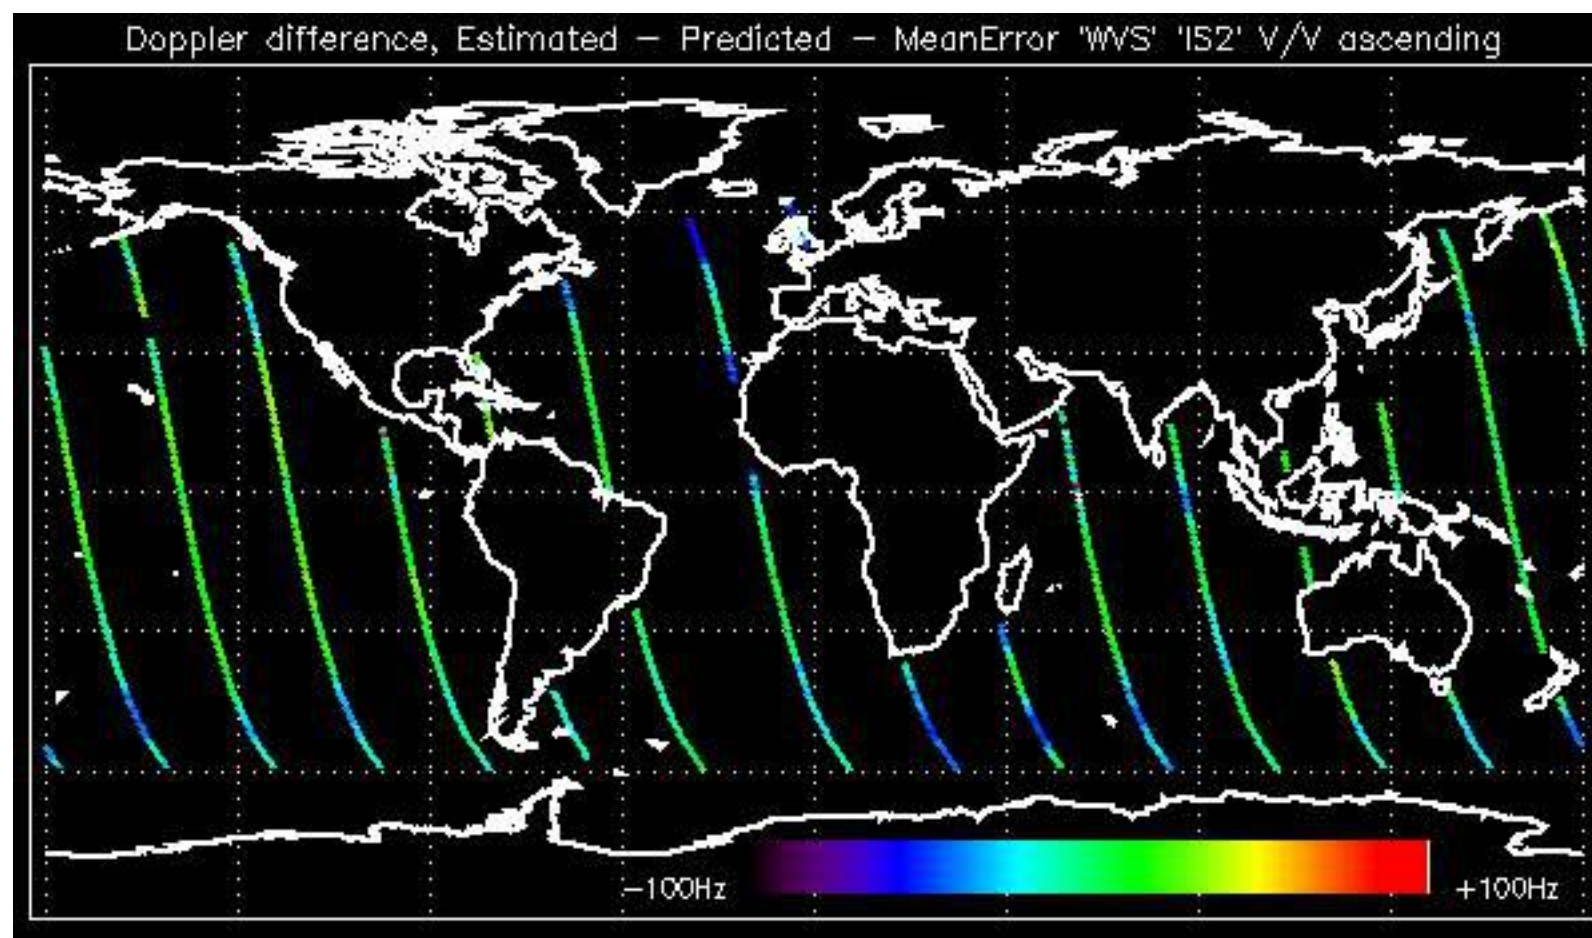 Doppler difference, Estimated - Predicted - MeanError 'WVS' 'IS2' V/V ascending
-100Hz +100Hz